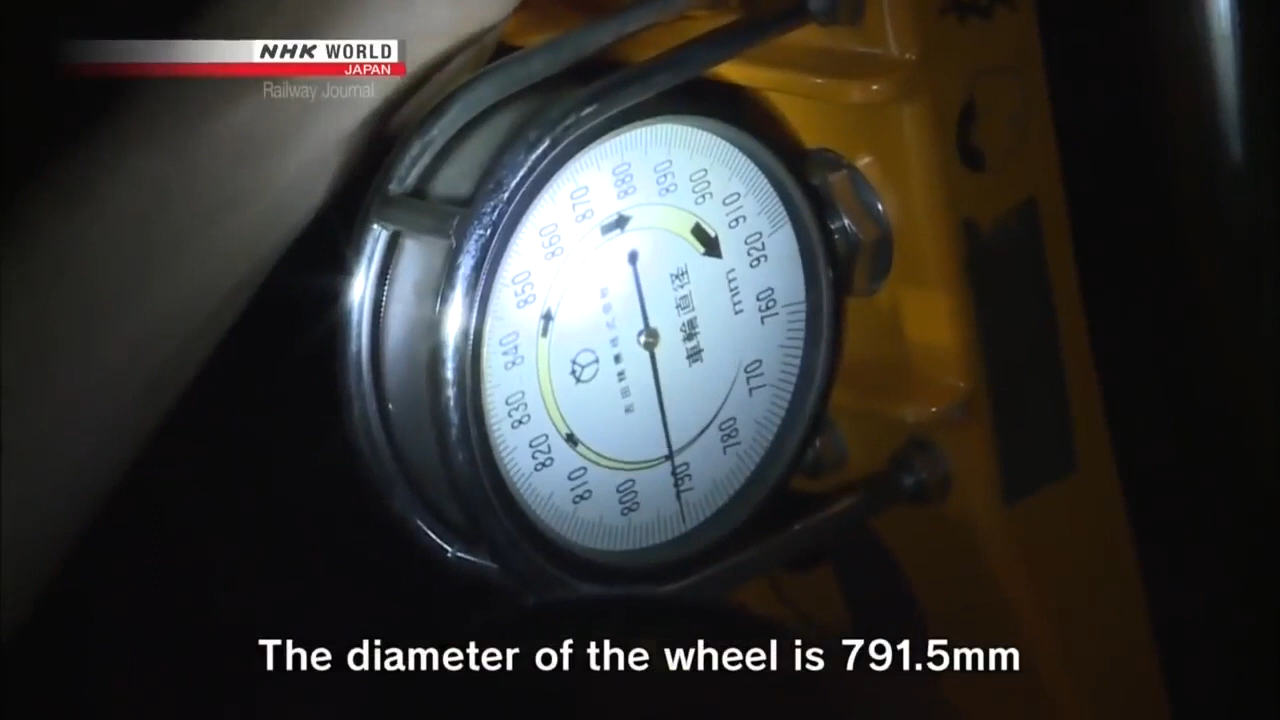 NHK WORLD
JAPAN
Railway Journal
760
770
780
790
800
810
820
830
840
850
860
870
880
890
900
910
920
mm
車輪直径
The diameter of the wheel is 791.5mm